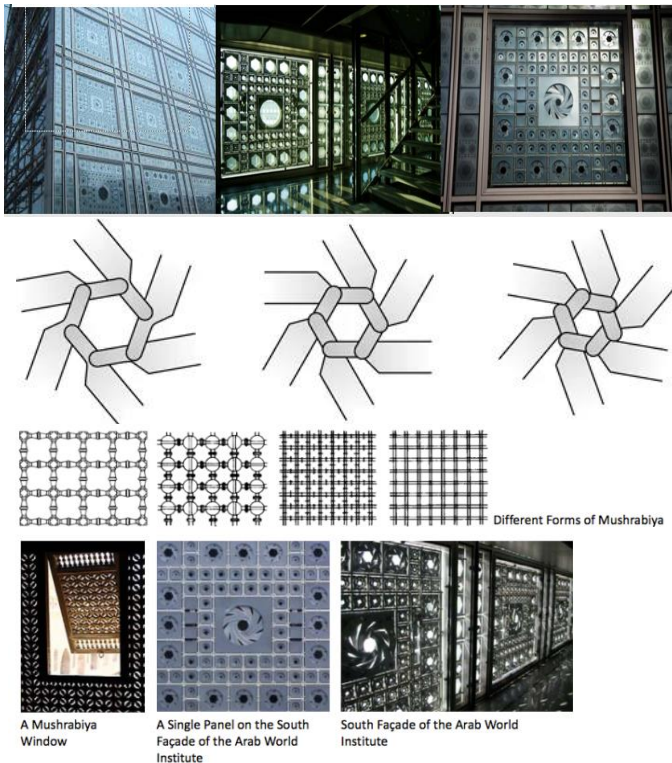 Different Forms of Mushrabiya
A Mushrabiya
Window
A Single Panel on the South
Façade of the Arab World
Institute
South Façade of the Arab World
Institute